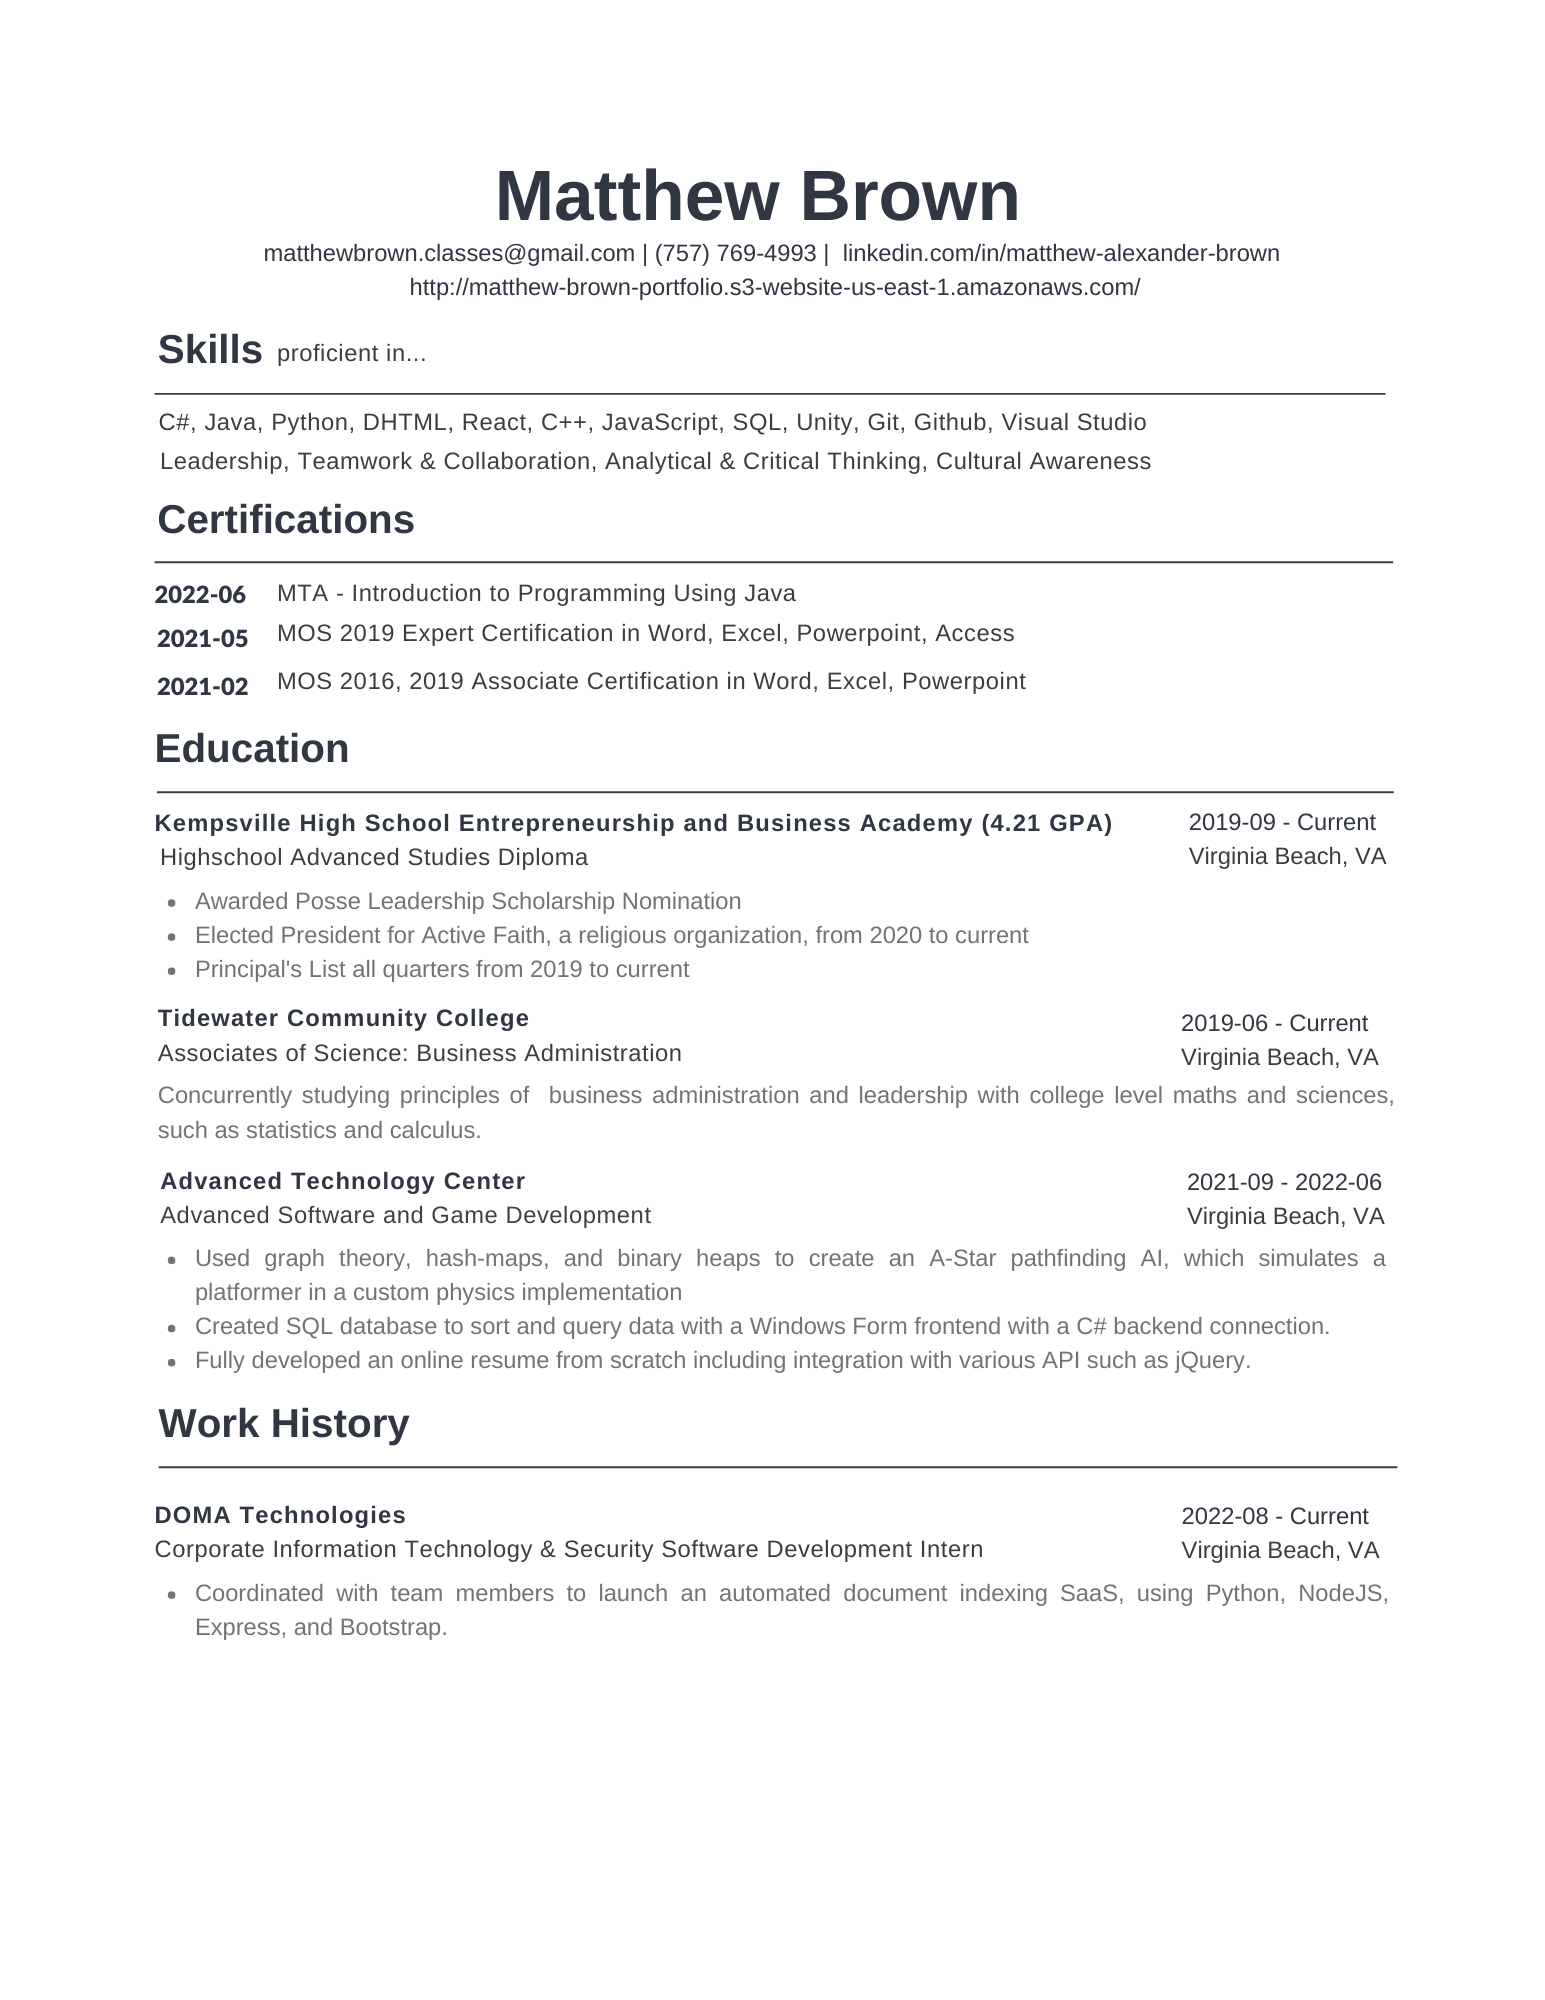 Matthew Brown
matthewbrown.classes@gmail.com | (757) 769-4993 | linkedin.com/in/matthew-alexander-brown
http://matthew-brown-portfolio.s3-website-us-east-1.amazonaws.com/
Skills proficient in...
C#, Java, Python, DHTML, React, C++, JavaScript, SQL, Unity, Git, Github, Visual Studio
Leadership, Teamwork & Collaboration, Analytical & Critical Thinking, Cultural Awareness
Certifications
2022-06 MTA - Introduction to Programming Using Java
2021-05 MOS 2019 Expert Certification in Word, Excel, Powerpoint, Access
2021-02 MOS 2016, 2019 Associate Certification in Word, Excel, Powerpoint
Education
Kempsville High School Entrepreneurship and Business Academy (4.21 GPA) 2019-09 - Current
Highschool Advanced Studies Diploma Virginia Beach, VA
• Awarded Posse Leadership Scholarship Nomination
• Elected President for Active Faith, a religious organization, from 2020 to current
• Principal's List all quarters from 2019 to current
Tidewater Community College 2019-06 - Current
Associates of Science: Business Administration Virginia Beach, VA
Concurrently studying principles of business administration and leadership with college level maths and sciences,
such as statistics and calculus.
Advanced Technology Center 2021-09 - 2022-06
Advanced Software and Game Development Virginia Beach, VA
• Used graph theory, hash-maps, and binary heaps to create an A-Star pathfinding AI, which simulates a
platformer in a custom physics implementation
• Created SQL database to sort and query data with a Windows Form frontend with a C# backend connection.
• Fully developed an online resume from scratch including integration with various API such as jQuery.
Work History
DOMA Technologies 2022-08 - Current
Corporate Information Technology & Security Software Development Intern Virginia Beach, VA
• Coordinated with team members to launch an automated document indexing SaaS, using Python, NodeJS,
Express, and Bootstrap.